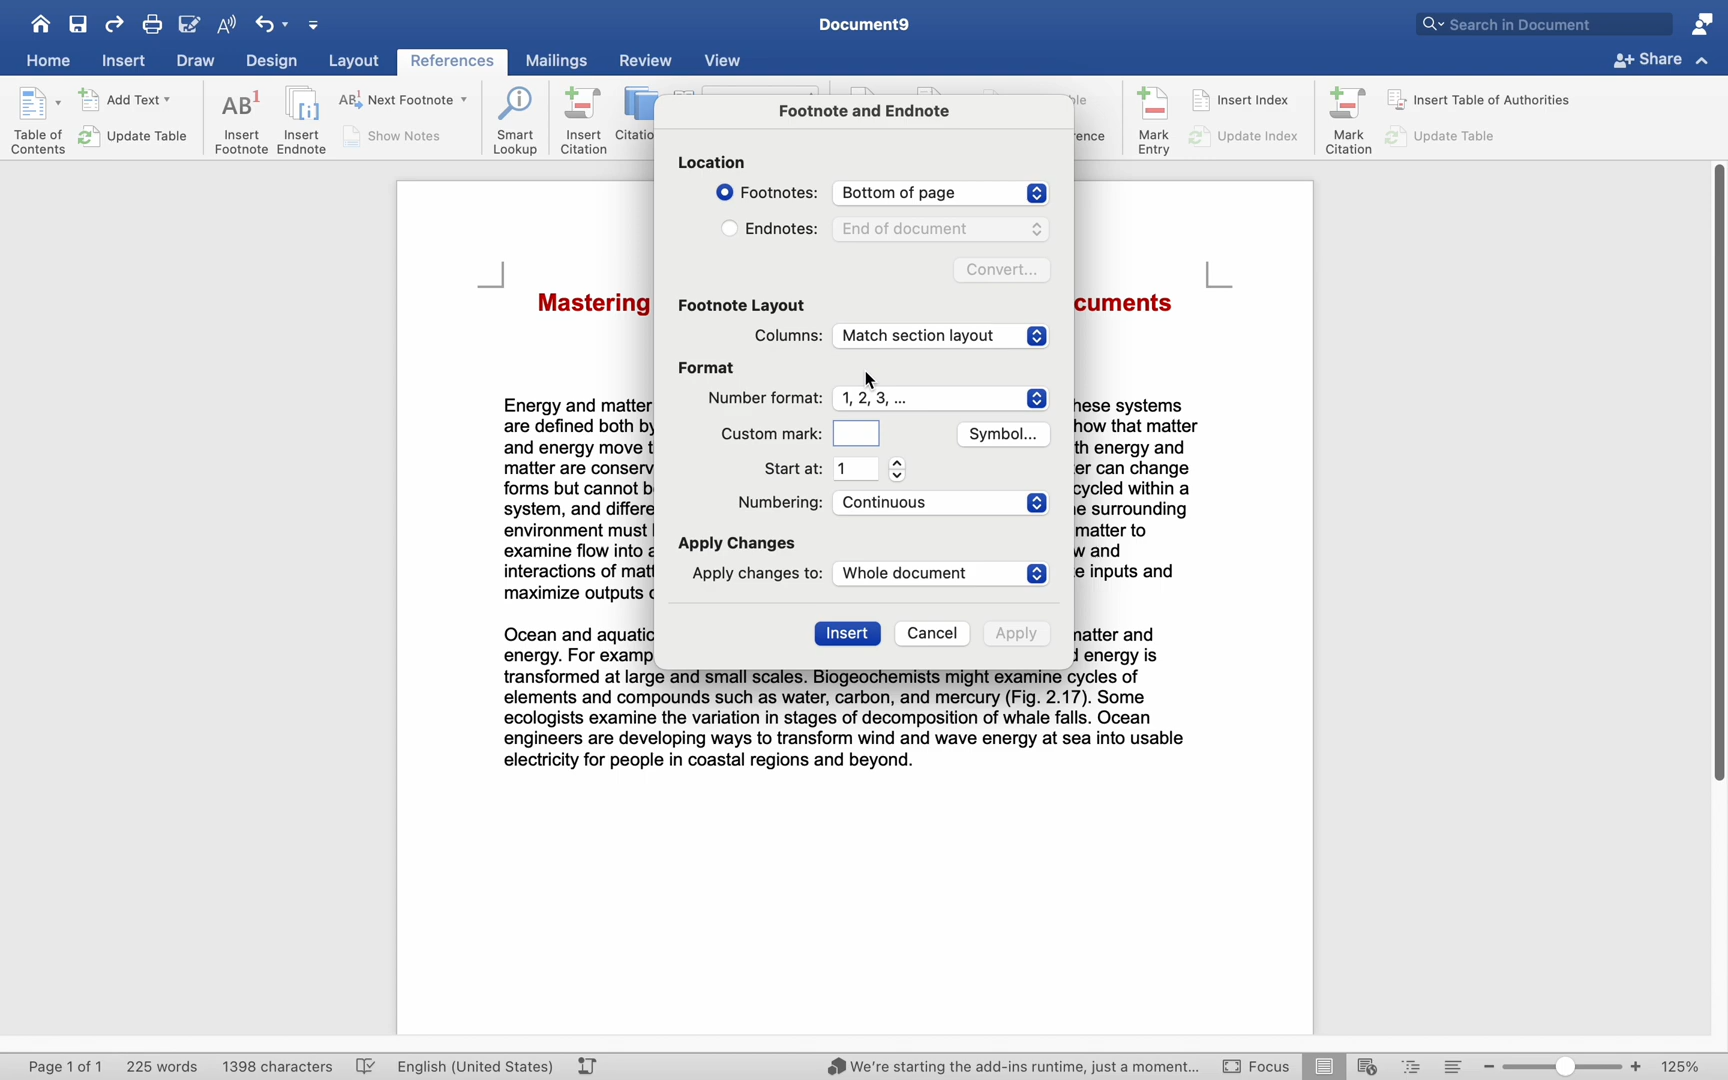 Document9
Search in Document
Home Insert Draw Design Layout References Mailings Review View
Share
Table of Contents
Add Text
Update Table
AB1 Insert Footnote
Insert Endnote
AB1 Next Footnote
Show Notes
Smart Lookup
Insert Citation
Mark Entry
Insert Index
Update Index
Mark Citation
Insert Table of Authorities
Update Table
Footnote and Endnote
Location
Footnotes: Bottom of page
Endnotes: End of document
Convert...
Footnote Layout
Columns: Match section layout
Format
Number format: 1, 2, 3, ...
Custom mark: Symbol...
Start at: 1
Numbering: Continuous
Apply Changes
Apply changes to: Whole document
Insert Cancel Apply
Mastering cuments
Energy and matter hese systems
are defined both by how that matter
and energy move th energy and
matter are conserv er can change
forms but cannot b cycled within a
system, and differe e surrounding
environment must matter to
examine flow into w and
interactions of mat e inputs and
maximize outputs
Ocean and aquatic matter and
energy. For examp energy is
transformed at large and small scales. Biogeochemists might examine cycles of
elements and compounds such as water, carbon, and mercury (Fig. 2.17). Some
ecologists examine the variation in stages of decomposition of whale falls. Ocean
engineers are developing ways to transform wind and wave energy at sea into usable
electricity for people in coastal regions and beyond.
Page 1 of 1 225 words 1398 characters English (United States) We're starting the add-ins runtime, just a moment... Focus 125%